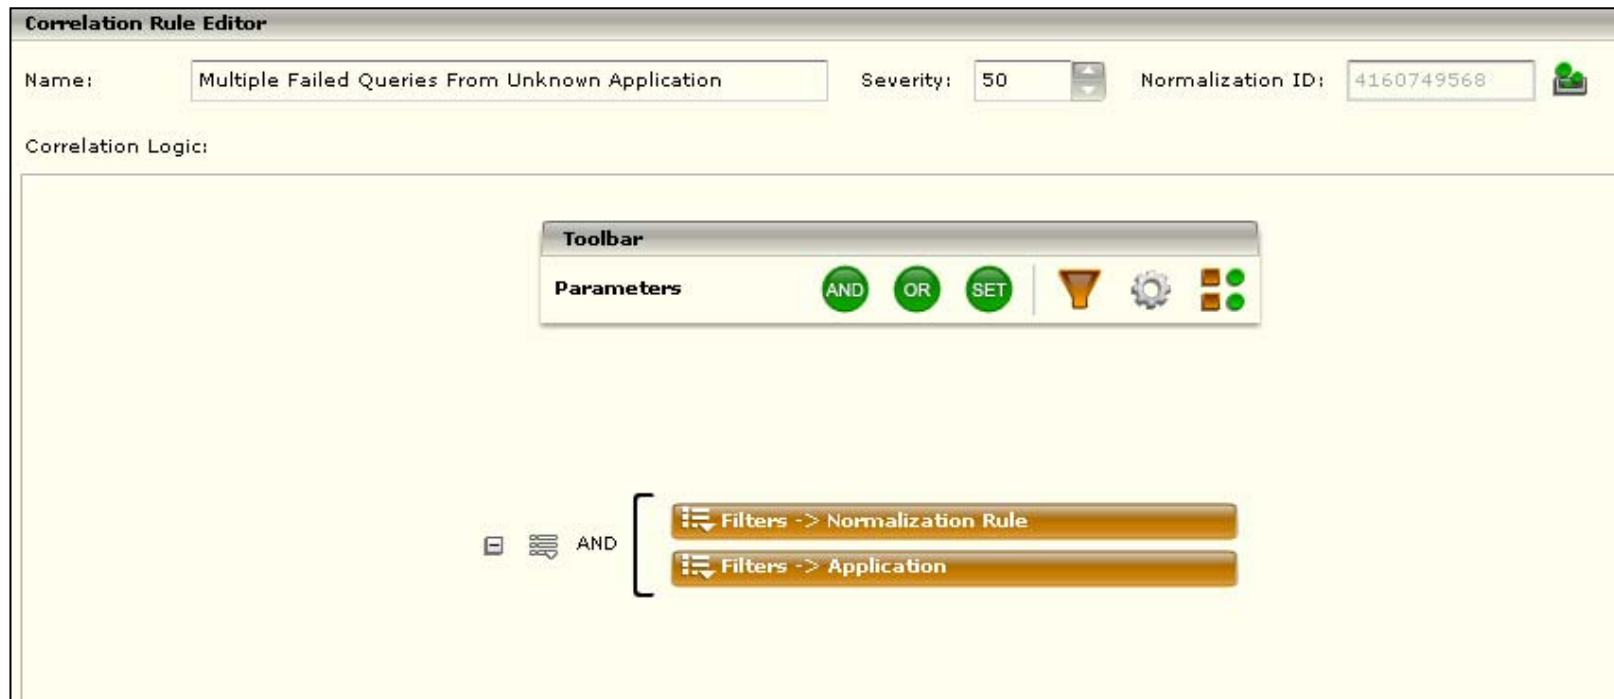 Correlation Rule Editor
Name: Multiple Failed Queries From Unknown Application Severity: 50 Normalization ID: 4160749568
Correlation Logic:
Toolbar
Parameters AND OR SET
AND
Filters -> Normalization Rule
Filters -> Application